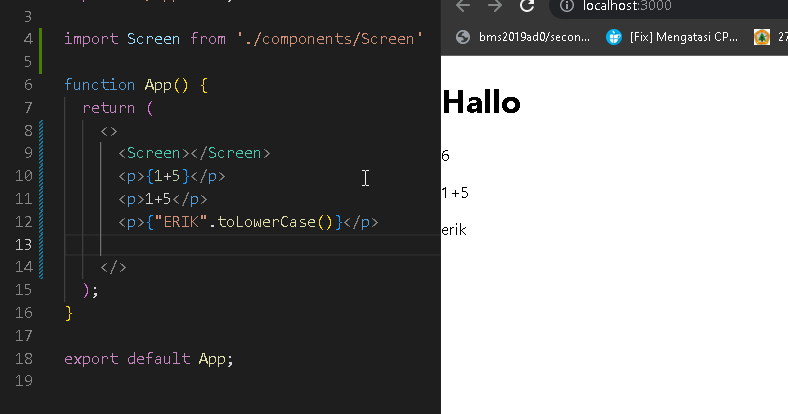 3
4 import Screen from './components/Screen'
5
6 function App() {
7 return (
8 <>
9 <Screen></Screen>
10 <p>{1+5}</p>
11 <p>1+5</p>
12 <p>{"ERIK".toLowerCase()}</p>
13
14 </>
15 );
16 }
17
18 export default App;
19
localhost:3000
bms2019ad0/secon... [Fix] Mengatasi CP... 27
Hallo
6
1+5
erik